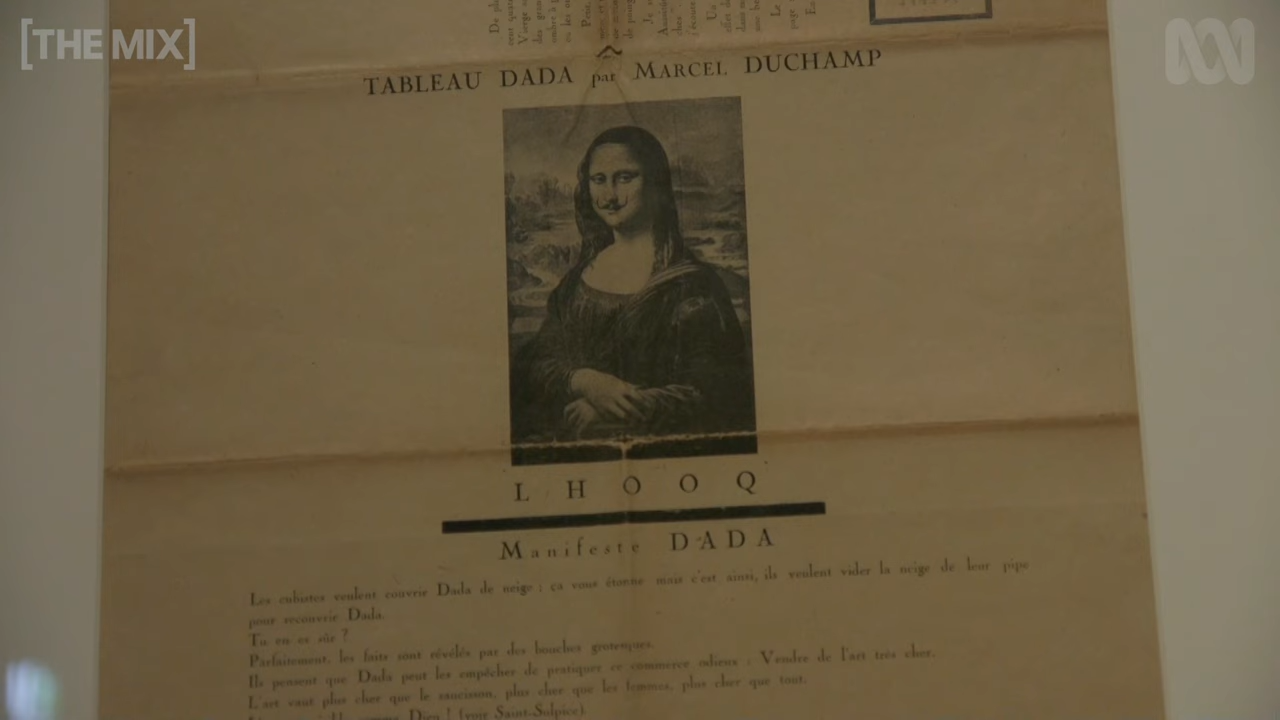 [THE MIX]
TABLEAU DADA par MARCEL DUCHAMP
L H O O Q
Manifeste DADA
Les cubistes veulent couvrir Dada de neige ; ça vous étonne mais c'est ainsi, ils veulent vider la neige de leur pipe
pour recouvrir Dada.
Tu en es sûr ?
Parfaitement, les faits sont révélés par des bouches grotesques.
Ils pensent que Dada peut les empêcher de pratiquer ce commerce odieux : Vendre de l'art très cher.
L'art vaut plus cher que le saucisson, plus cher que les femmes, plus cher que tout.
Dieu ! (voir Saint-Sulpice)